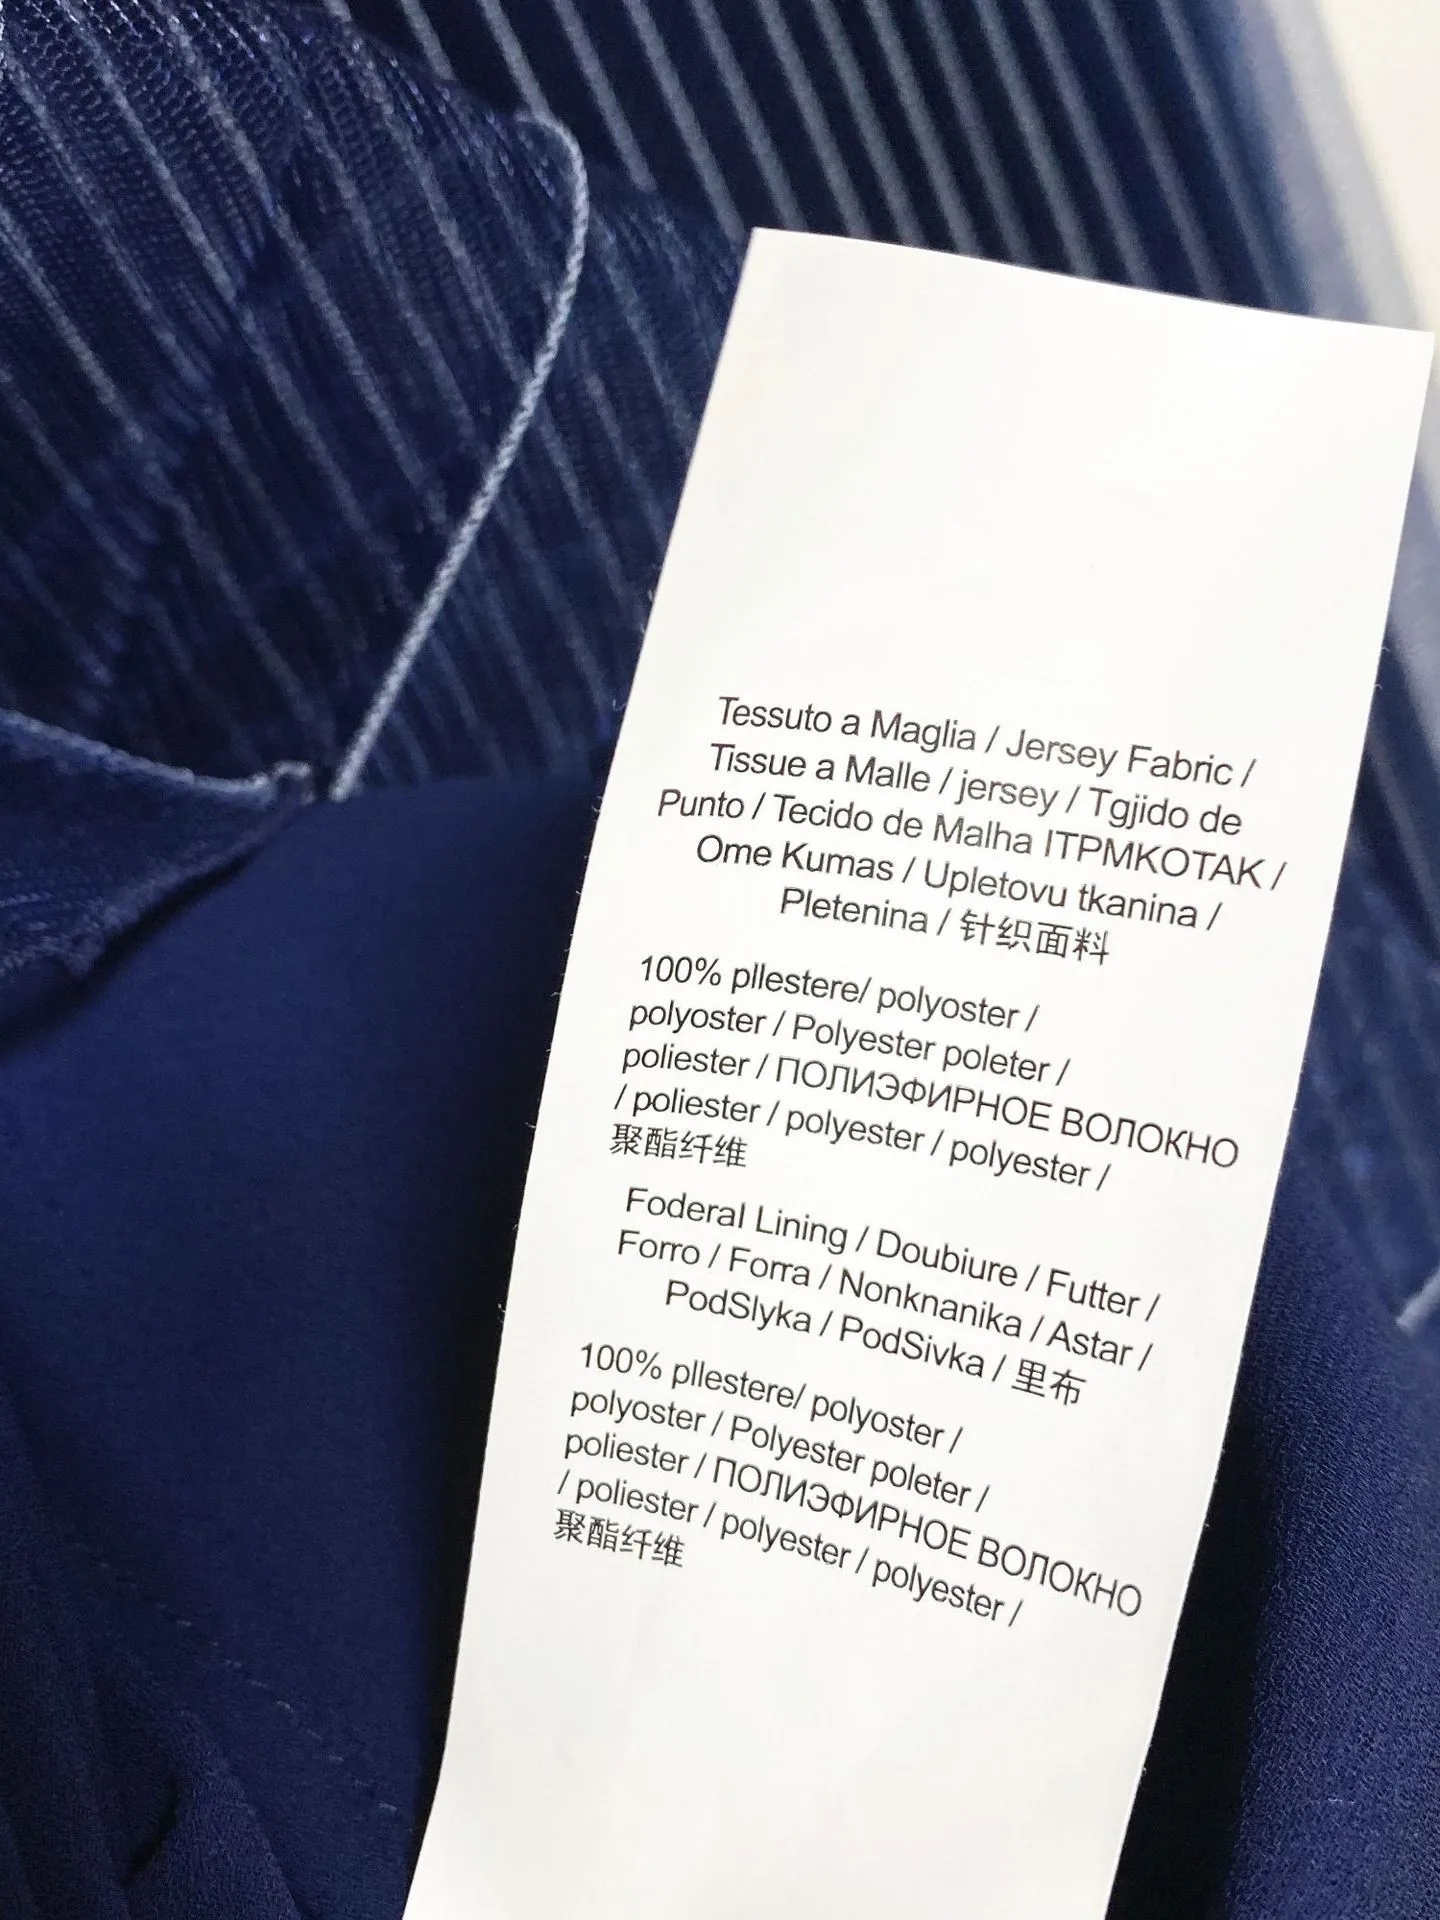 Tessuto a Maglia / Jersey Fabric /
Tissue a Malle / jersey / Tgjido de
Punto / Tecido de Malha ITPMKOTAK /
Ome Kumas / Upletovu tkanina /
Pletenina / 针织面料
100% pllestere/ polyoster /
polyoster / Polyester poleter /
poliester / ПОЛИЭФИРНОЕ ВОЛОКНО
/ poliester / polyester / polyester /
聚酯纤维
Foderal Lining / Doubiure / Futter /
Forro / Forra / Nonknanika / Astar /
PodSlyka / PodSivka / 里布
100% pllestere/ polyoster /
polyoster / Polyester poleter /
poliester / ПОЛИЭФИРНОЕ ВОЛОКНО
/ poliester / polyester / polyester /
聚酯纤维